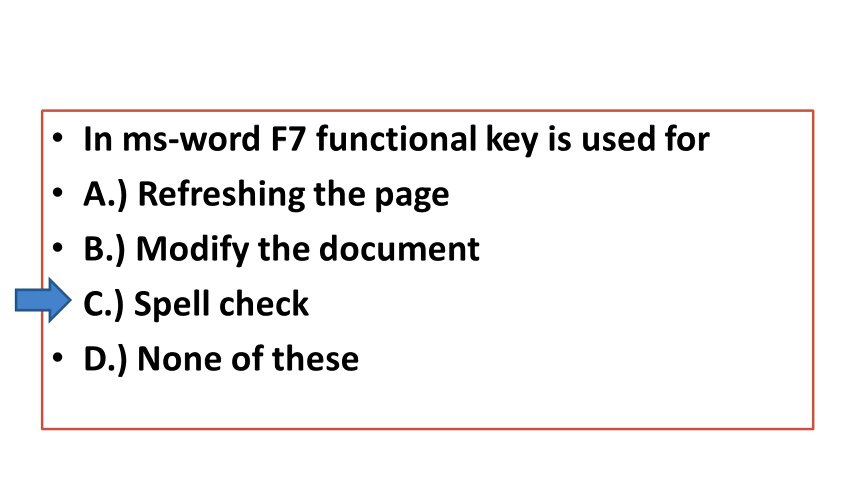 • In ms-word F7 functional key is used for
• A.) Refreshing the page
• B.) Modify the document
C.) Spell check
• D.) None of these